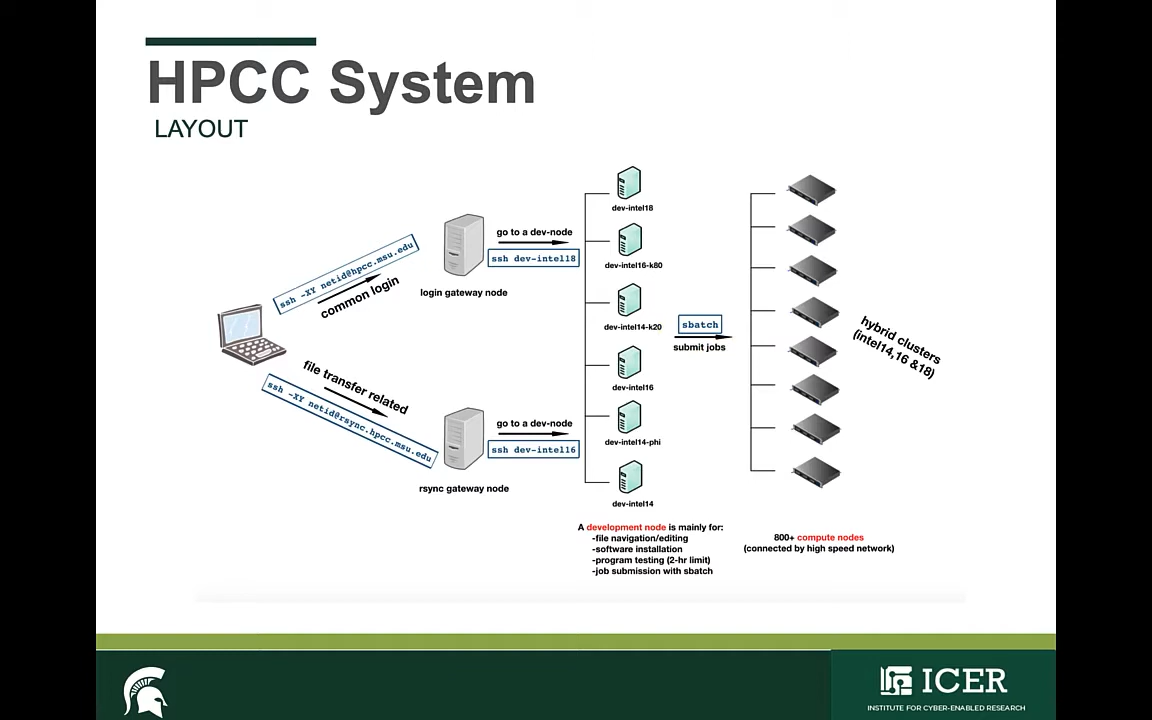 HPCC System
LAYOUT
ssh -XY netid@hpcc.msu.edu
common login
login gateway node
go to a dev-node
ssh dev-intel18
file transfer related
ssh -XY netid@rsync.hpcc.msu.edu
rsync gateway node
go to a dev-node
ssh dev-intel16
dev-intel18
dev-intel16-k80
dev-intel14-k20
dev-intel16
dev-intel14-phi
dev-intel14
sbatch
submit jobs
hybrid clusters
(intel14,16 &18)
A development node is mainly for:
-file navigation/editing
-software installation
-program testing (2-hr limit)
-job submission with sbatch
800+ compute nodes
(connected by high speed network)
ICER
INSTITUTE FOR CYBER-ENABLED RESEARCH